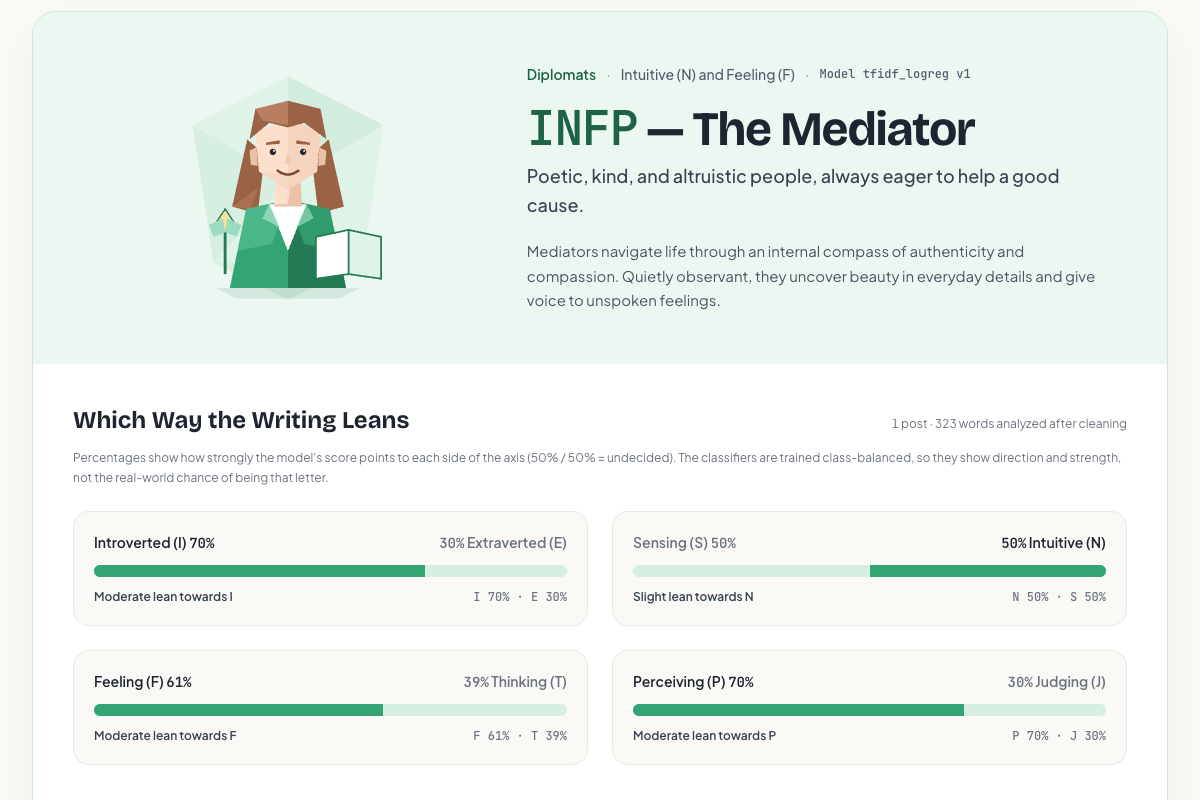 Diplomats · Intuitive (N) and Feeling (F) · Model tfidf_logreg v1
INFP — The Mediator
Poetic, kind, and altruistic people, always eager to help a good
cause.
Mediators navigate life through an internal compass of authenticity and
compassion. Quietly observant, they uncover beauty in everyday details and give
voice to unspoken feelings.
Which Way the Writing Leans
1 post · 323 words analyzed after cleaning
Percentages show how strongly the model's score points to each side of the axis (50% / 50% = undecided). The classifiers are trained class-balanced, so they show direction and strength,
not the real-world chance of being that letter.
Introverted (I) 70% 30% Extraverted (E)
Moderate lean towards I I 70% · E 30%
Sensing (S) 50% 50% Intuitive (N)
Slight lean towards N N 50% · S 50%
Feeling (F) 61% 39% Thinking (T)
Moderate lean towards F F 61% · T 39%
Perceiving (P) 70% 30% Judging (J)
Moderate lean towards P P 70% · J 30%